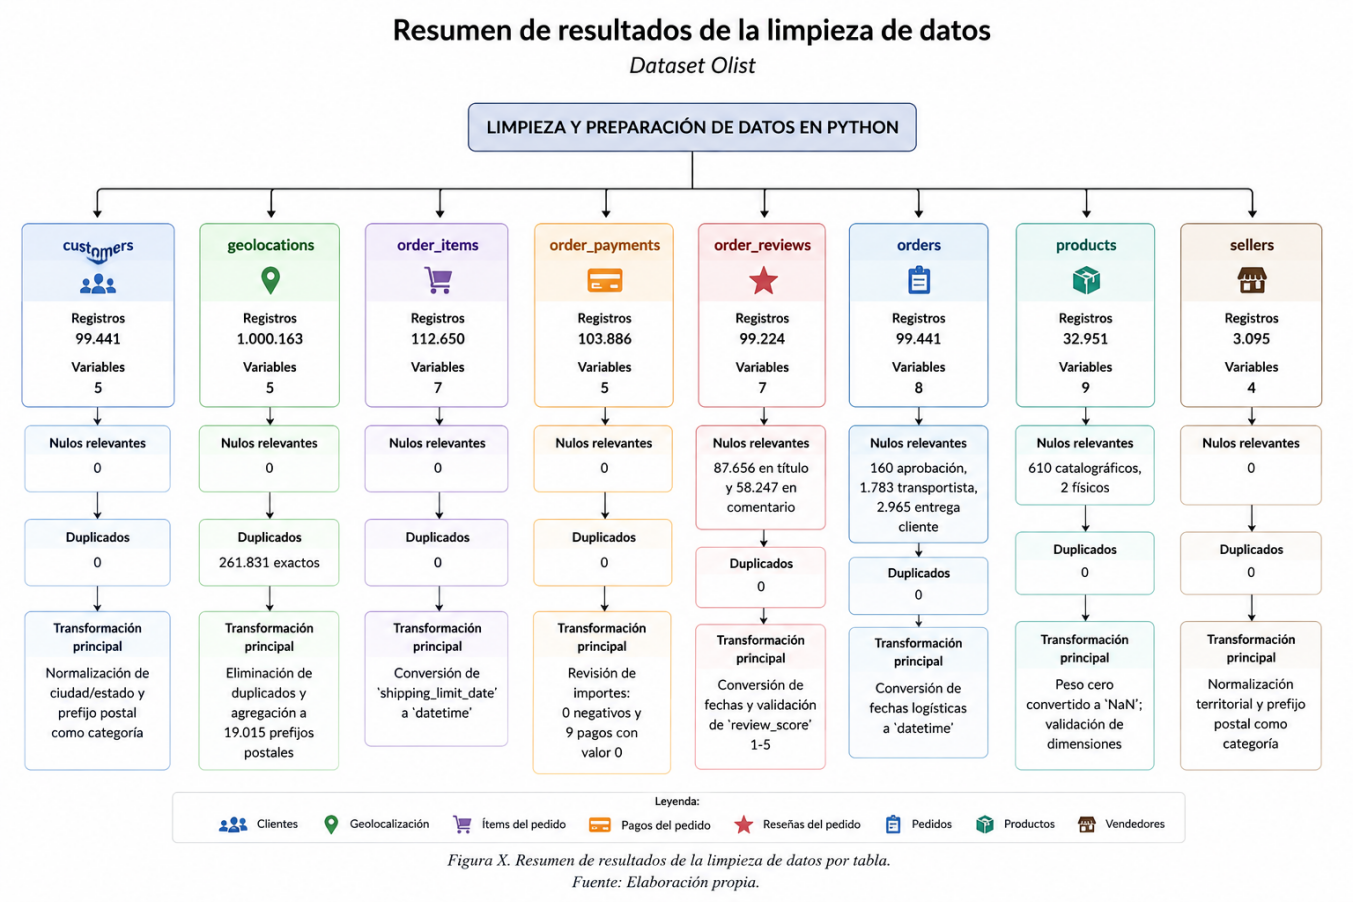 Resumen de resultados de la limpieza de datos
Dataset Olist
LIMPIEZA Y PREPARACIÓN DE DATOS EN PYTHON
customers
Registros
99.441
Variables
5
Nulos relevantes
0
Duplicados
0
Transformación
principal
Normalización de
ciudad/estado y
prefijo postal
como categoría
geolocations
Registros
1.000.163
Variables
5
Nulos relevantes
0
Duplicados
261.831 exactos
Transformación
principal
Eliminación de
duplicados y
agregación a
19.015 prefijos
postales
order_items
Registros
112.650
Variables
7
Nulos relevantes
0
Duplicados
0
Transformación
principal
Conversión de
`shipping_limit_date`
a `datetime`
order_payments
Registros
103.886
Variables
5
Nulos relevantes
0
Duplicados
0
Transformación
principal
Revisión de
importes:
0 negativos y
9 pagos con
valor 0
order_reviews
Registros
99.224
Variables
7
Nulos relevantes
87.656 en título
y 58.247 en
comentario
Duplicados
0
Transformación
principal
Conversión de
fechas y validación
de `review_score`
1-5
orders
Registros
99.441
Variables
8
Nulos relevantes
160 aprobación,
1.783 transportista,
2.965 entrega
cliente
Duplicados
0
Transformación
principal
Conversión de
fechas logísticas
a `datetime`
products
Registros
32.951
Variables
9
Nulos relevantes
610 catalográficos,
2 físicos
Duplicados
0
Transformación
principal
Peso cero
convertido a `NaN`;
validación de
dimensiones
sellers
Registros
3.095
Variables
4
Nulos relevantes
0
Duplicados
0
Transformación
principal
Normalización
territorial y prefijo
postal como
categoría
Leyenda:
Clientes
Geolocalización
Ítems del pedido
Pagos del pedido
Reseñas del pedido
Pedidos
Productos
Vendedores
Figura X. Resumen de resultados de la limpieza de datos por tabla.
Fuente: Elaboración propia.